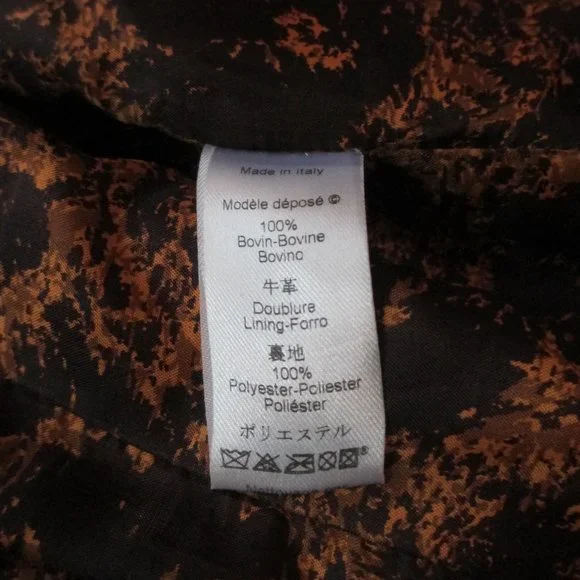 Made in Italy
Modèle déposé ©
100%
Bovin-Bovine
Bovino
牛革
Doublure
Lining-Forro
裏地
100%
Polyester-Poliester
Poliéster
ポリエステル